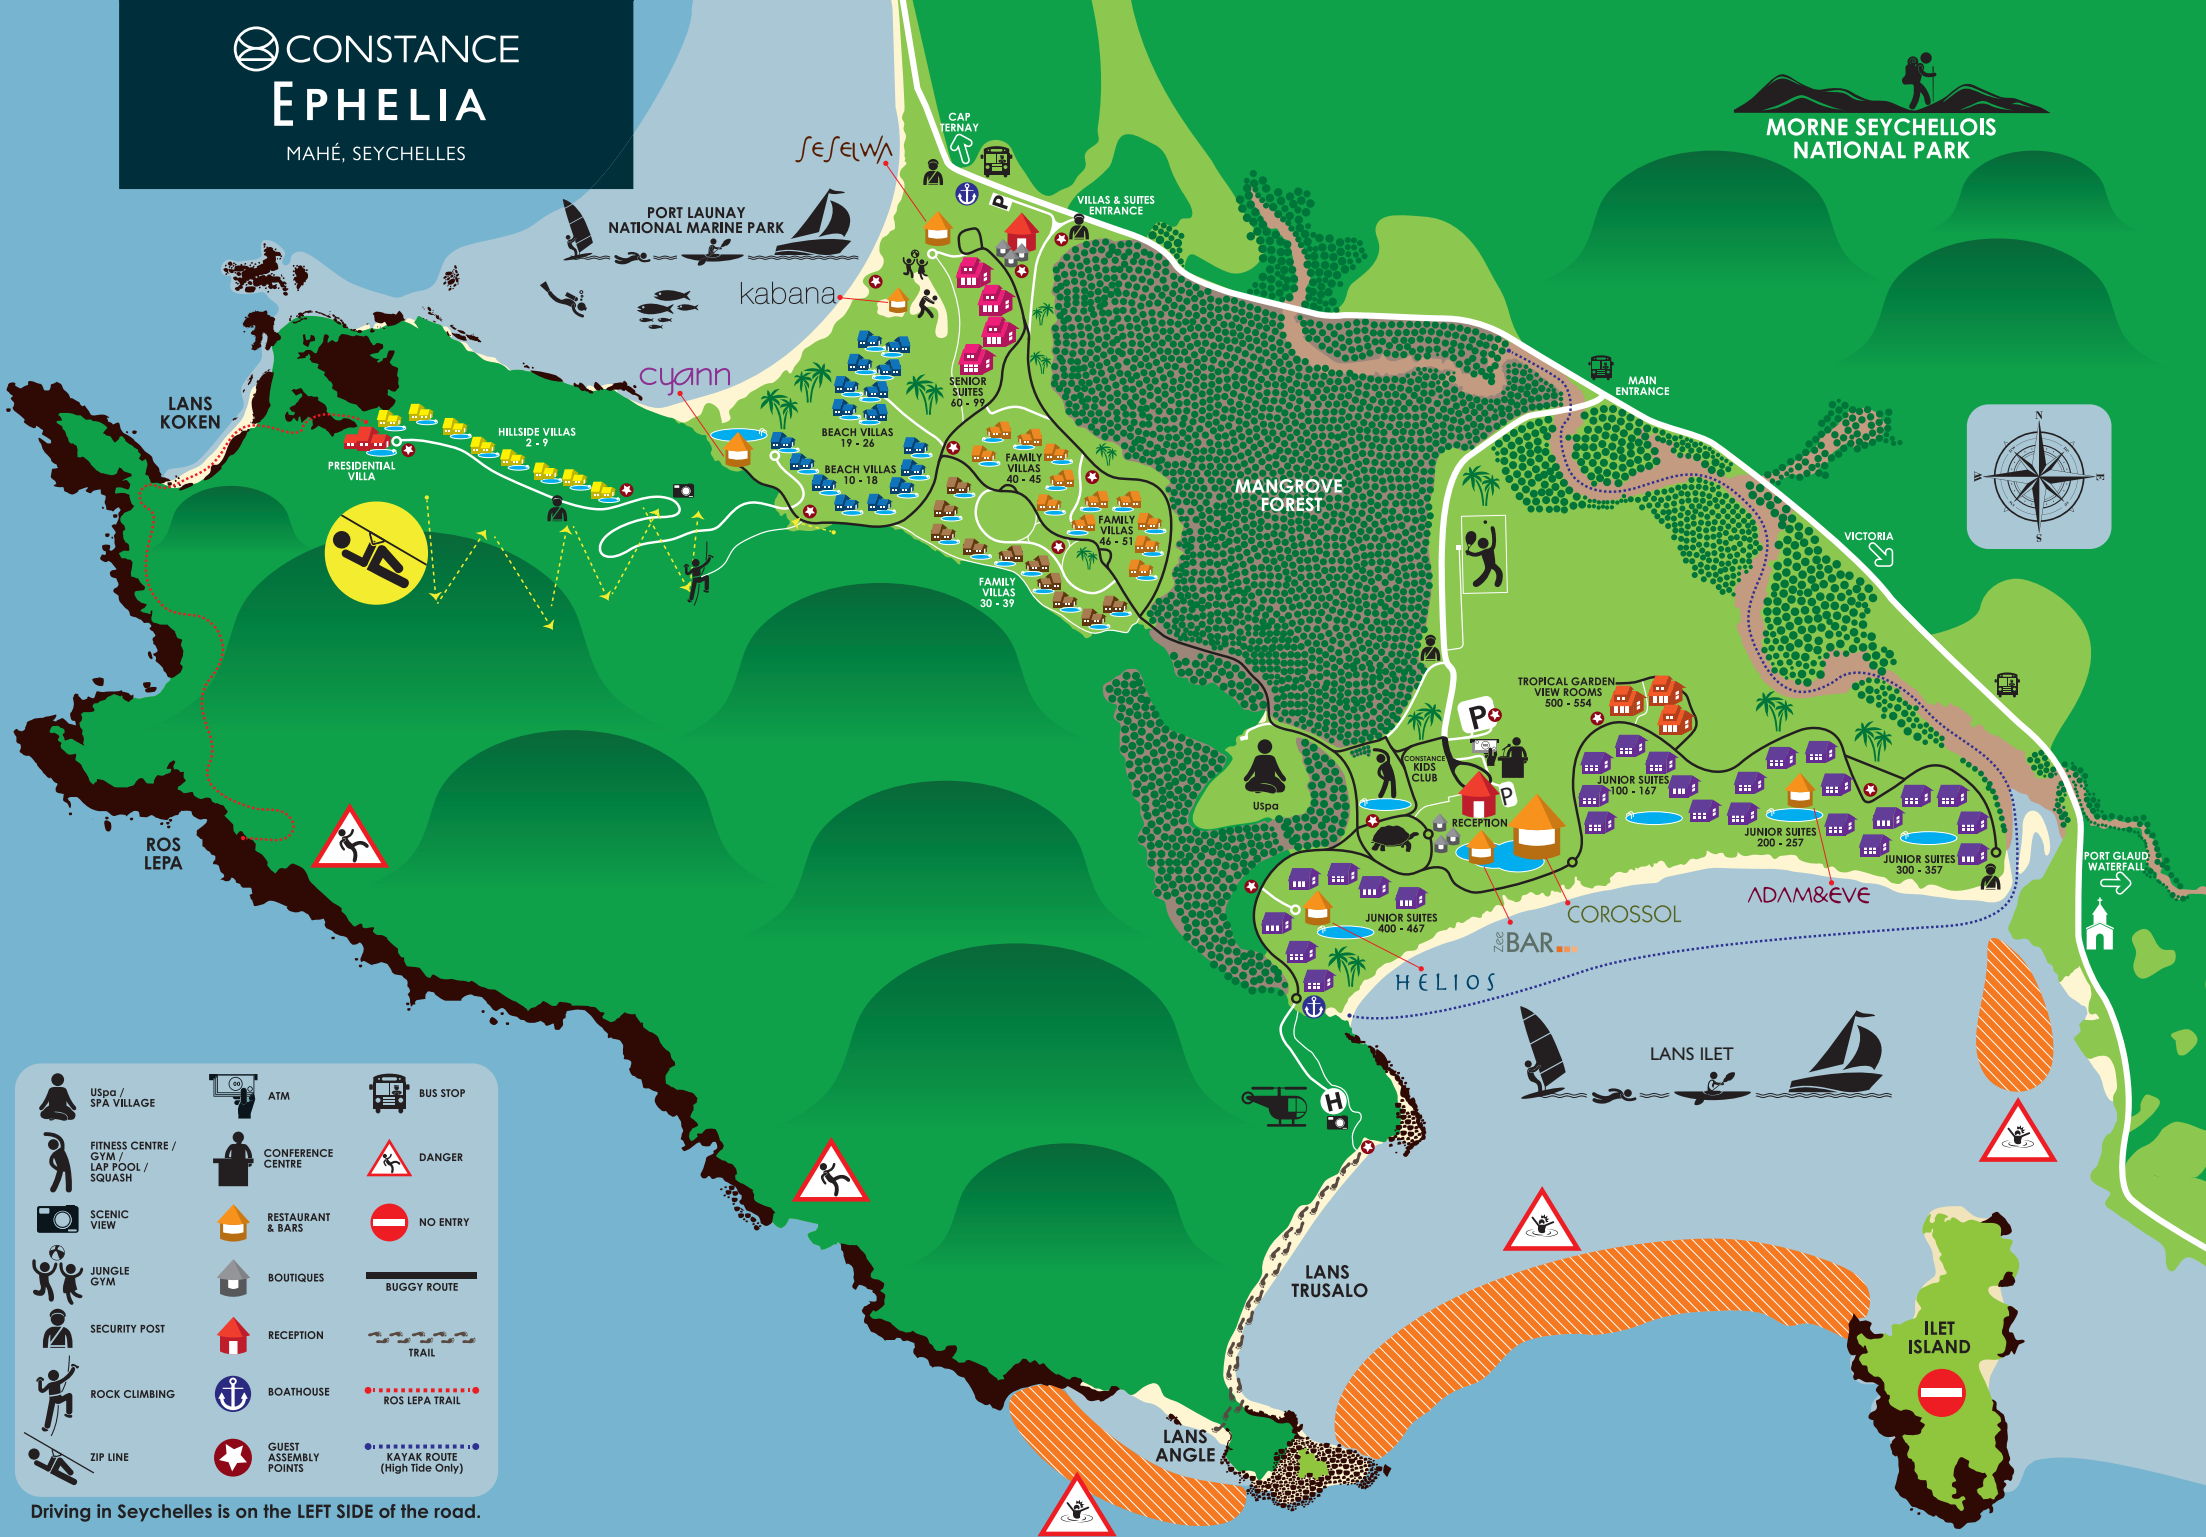 CONSTANCE
EPHELIA
MAHÉ, SEYCHELLES
SESELWA
CAP
TERNAY
P
VILLAS & SUITES
ENTRANCE
MORNE SEYCHELLOIS
NATIONAL PARK
PORT LAUNAY
NATIONAL MARINE PARK
kabana
cyann
LANS
KOKEN
HILLSIDE VILLAS
2 - 9
PRESIDENTIAL
VILLA
SENIOR
SUITES
60 - 99
BEACH VILLAS
19 - 26
BEACH VILLAS
10 - 18
FAMILY
VILLAS
40 - 45
FAMILY
VILLAS
46 - 51
FAMILY
VILLAS
30 - 39
MANGROVE
FOREST
MAIN
ENTRANCE
N
W
E
S
VICTORIA
TROPICAL GARDEN
VIEW ROOMS
500 - 554
P
CONSTANCE
KIDS
CLUB
P
RECEPTION
USpa
JUNIOR SUITES
100 - 167
JUNIOR SUITES
200 - 257
JUNIOR SUITES
300 - 357
JUNIOR SUITES
400 - 467
PORT GLAUD
WATERFALL
ADAM&EVE
COROSSOL
Zee
BAR
HELIOS
ROS
LEPA
LANS ILET
H
LANS
TRUSALO
LANS
ANGLE
ILET
ISLAND
USpa /
SPA VILLAGE
FITNESS CENTRE /
GYM /
LAP POOL /
SQUASH
SCENIC
VIEW
JUNGLE
GYM
SECURITY POST
ROCK CLIMBING
ZIP LINE
ATM
CONFERENCE
CENTRE
RESTAURANT
& BARS
BOUTIQUES
RECEPTION
BOATHOUSE
GUEST
ASSEMBLY
POINTS
BUS STOP
DANGER
NO ENTRY
BUGGY ROUTE
TRAIL
ROS LEPA TRAIL
KAYAK ROUTE
(High Tide Only)
Driving in Seychelles is on the LEFT SIDE of the road.